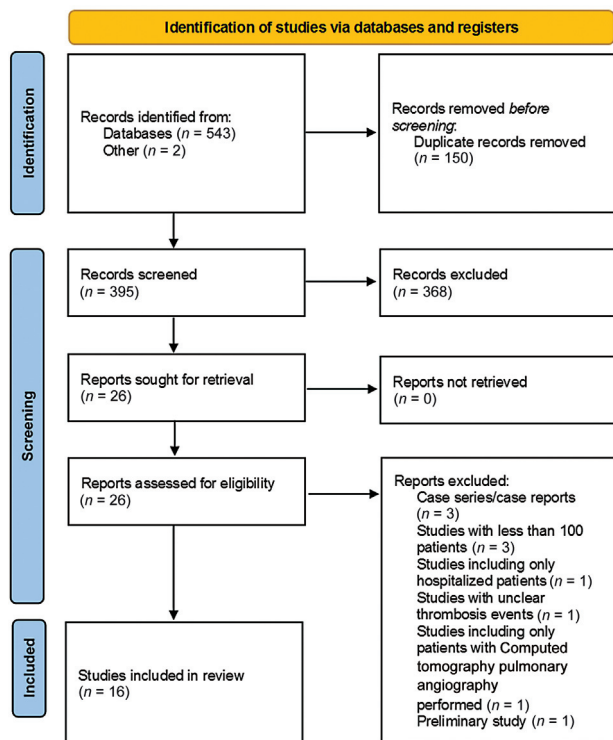 Identification of studies via databases and registers
Identification
Records identified from:
Databases (n = 543)
Other (n = 2)
Records removed before
screening:
Duplicate records removed
(n = 150)
Screening
Records screened
(n = 395)
Records excluded
(n = 368)
Reports sought for retrieval
(n = 26)
Reports not retrieved
(n = 0)
Reports assessed for eligibility
(n = 26)
Reports excluded:
Case series/case reports
(n = 3)
Studies with less than 100
patients (n = 3)
Studies including only
hospitalized patients (n = 1)
Studies with unclear
thrombosis events (n = 1)
Studies including only
patients with Computed
tomography pulmonary
angiography
performed (n = 1)
Preliminary study (n = 1)
Included
Studies included in review
(n = 16)